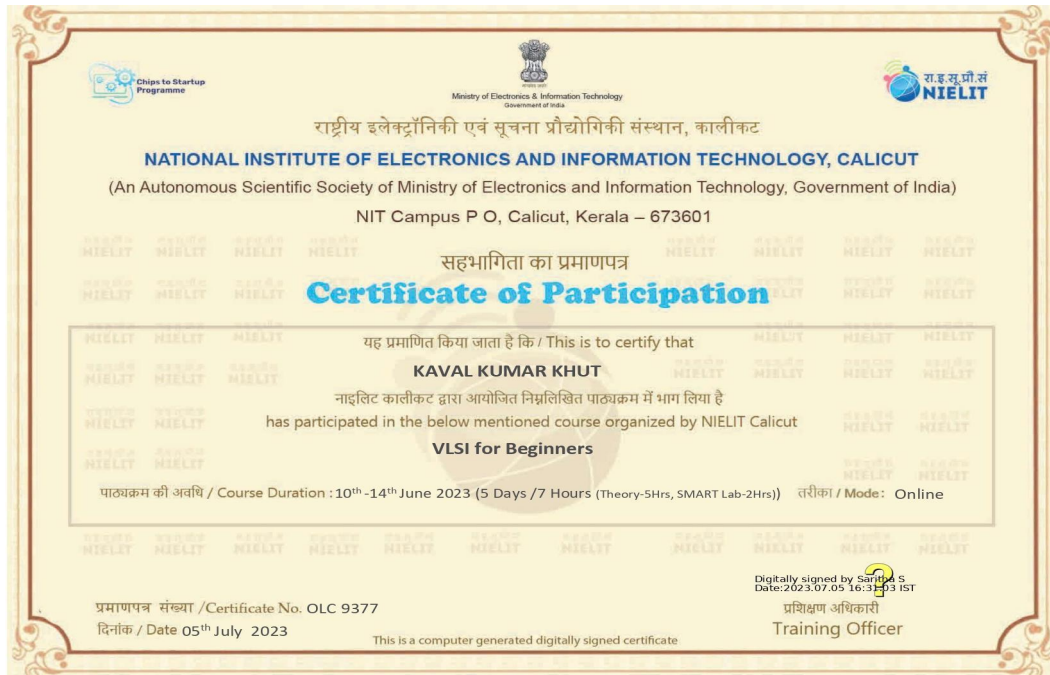 Chips to Startup
Programme
Ministry of Electronics & Information Technology
Government of India
रा.इ.सू.प्रौ.सं
NIELIT
राष्ट्रीय इलेक्ट्रॉनिकी एवं सूचना प्रौद्योगिकी संस्थान, कालीकट
NATIONAL INSTITUTE OF ELECTRONICS AND INFORMATION TECHNOLOGY, CALICUT
(An Autonomous Scientific Society of Ministry of Electronics and Information Technology, Government of India)
NIT Campus P O, Calicut, Kerala – 673601
सहभागिता का प्रमाणपत्र
Certificate of Participation
यह प्रमाणित किया जाता है कि / This is to certify that
KAVAL KUMAR KHUT
नाइलिट कालीकट द्वारा आयोजित निम्नलिखित पाठ्यक्रम में भाग लिया है
has participated in the below mentioned course organized by NIELIT Calicut
VLSI for Beginners
पाठ्यक्रम की अवधि / Course Duration : 10th -14th June 2023 (5 Days /7 Hours (Theory-5Hrs, SMART Lab-2Hrs)) तरीका / Mode: Online
Digitally signed by Saritha S
Date:2023.07.05 16:31:03 IST
प्रमाणपत्र संख्या /Certificate No. OLC 9377
प्रशिक्षण अधिकारी
दिनांक / Date 05th July 2023
Training Officer
This is a computer generated digitally signed certificate